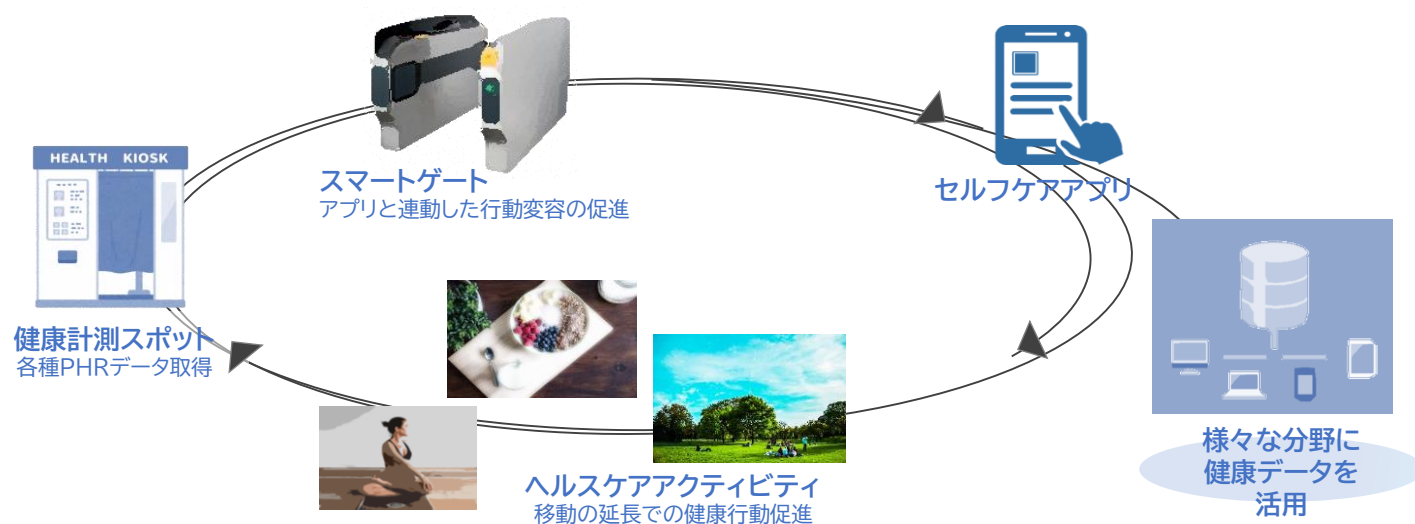 HEALTH KIOSK
スマートゲート
アプリと連動した行動変容の促進
セルフケアアプリ
健康計測スポット
各種PHRデータ取得
ヘルスケアアクティビティ
移動の延長での健康行動促進
様々な分野に
健康データを
活用